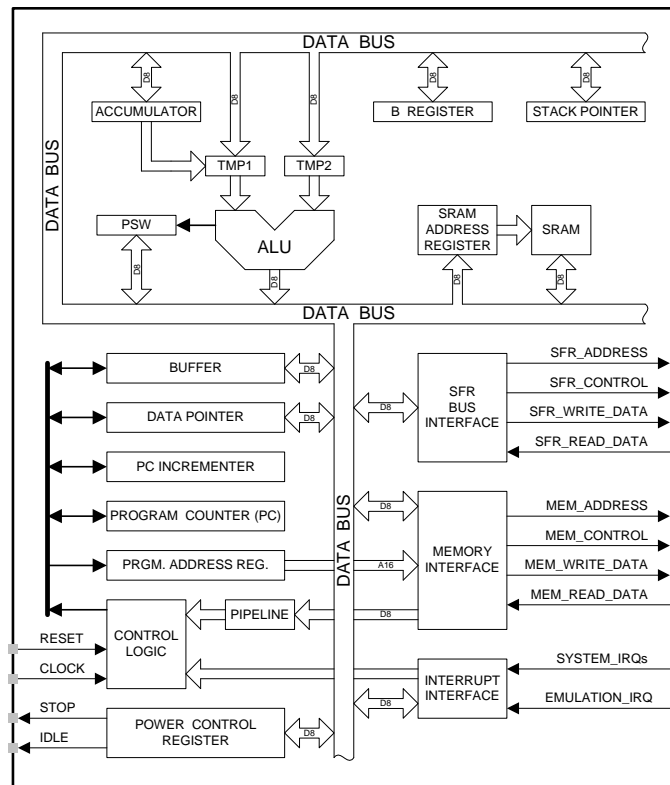 DATA BUS
D8
D8
D8
D8
D8
ACCUMULATOR
B REGISTER
STACK POINTER
DATA BUS
TMP1
TMP2
PSW
ALU
SRAM
ADDRESS
REGISTER
SRAM
D8
D8
D8
D8
DATA BUS
BUFFER
D8
DATA POINTER
D8
PC INCREMENTER
PROGRAM COUNTER (PC)
PRGM. ADDRESS REG.
A16
DATA BUS
D8
SFR
BUS
INTERFACE
SFR_ADDRESS
SFR_CONTROL
SFR_WRITE_DATA
SFR_READ_DATA
D8
MEMORY
INTERFACE
MEM_ADDRESS
MEM_CONTROL
MEM_WRITE_DATA
MEM_READ_DATA
PIPELINE
D8
CONTROL
LOGIC
RESET
CLOCK
INTERRUPT
INTERFACE
SYSTEM_IRQs
EMULATION_IRQ
D8
STOP
IDLE
POWER CONTROL
REGISTER
D8